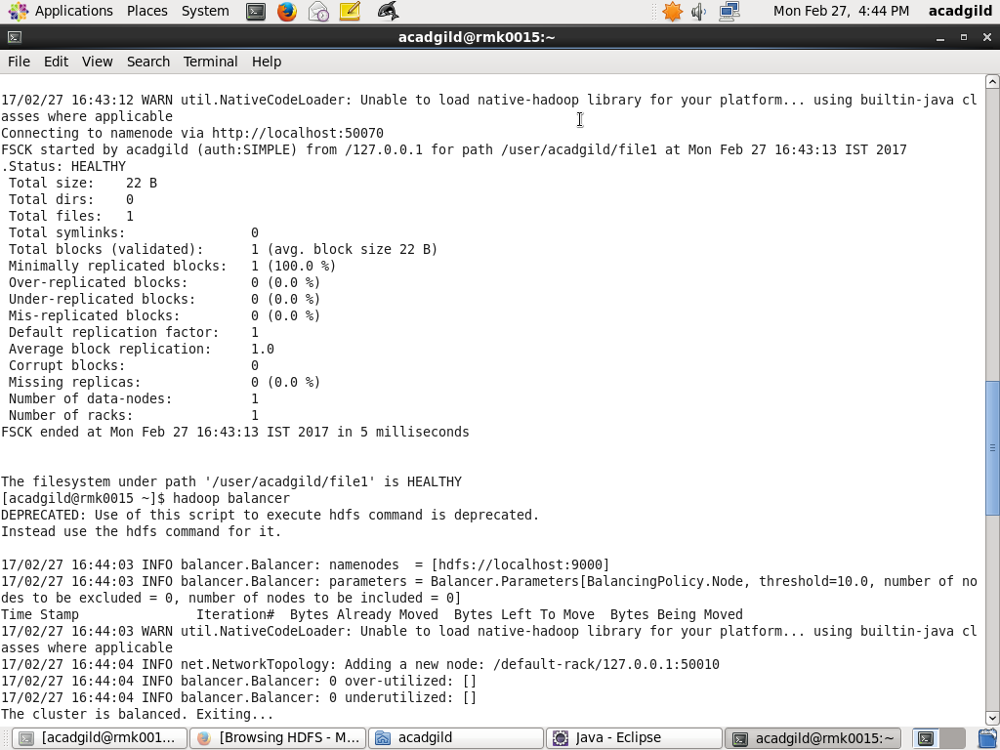 Applications Places System Mon Feb 27, 4:44 PM acadgild
acadgild@rmk0015:~
File Edit View Search Terminal Help
17/02/27 16:43:12 WARN util.NativeCodeLoader: Unable to load native-hadoop library for your platform... using builtin-java cl
asses where applicable
Connecting to namenode via http://localhost:50070
FSCK started by acadgild (auth:SIMPLE) from /127.0.0.1 for path /user/acadgild/file1 at Mon Feb 27 16:43:13 IST 2017
.Status: HEALTHY
 Total size:    22 B
 Total dirs:    0
 Total files:   1
 Total symlinks:                0
 Total blocks (validated):      1 (avg. block size 22 B)
 Minimally replicated blocks:   1 (100.0 %)
 Over-replicated blocks:        0 (0.0 %)
 Under-replicated blocks:       0 (0.0 %)
 Mis-replicated blocks:         0 (0.0 %)
 Default replication factor:    1
 Average block replication:     1.0
 Corrupt blocks:                0
 Missing replicas:              0 (0.0 %)
 Number of data-nodes:          1
 Number of racks:               1
FSCK ended at Mon Feb 27 16:43:13 IST 2017 in 5 milliseconds
The filesystem under path '/user/acadgild/file1' is HEALTHY
[acadgild@rmk0015 ~]$ hadoop balancer
DEPRECATED: Use of this script to execute hdfs command is deprecated.
Instead use the hdfs command for it.
17/02/27 16:44:03 INFO balancer.Balancer: namenodes  = [hdfs://localhost:9000]
17/02/27 16:44:03 INFO balancer.Balancer: parameters = Balancer.Parameters[BalancingPolicy.Node, threshold=10.0, number of no
des to be excluded = 0, number of nodes to be included = 0]
Time Stamp               Iteration#  Bytes Already Moved  Bytes Left To Move  Bytes Being Moved
17/02/27 16:44:03 WARN util.NativeCodeLoader: Unable to load native-hadoop library for your platform... using builtin-java cl
asses where applicable
17/02/27 16:44:04 INFO net.NetworkTopology: Adding a new node: /default-rack/127.0.0.1:50010
17/02/27 16:44:04 INFO balancer.Balancer: 0 over-utilized: []
17/02/27 16:44:04 INFO balancer.Balancer: 0 underutilized: []
The cluster is balanced. Exiting...
[acadgild@rmk001... [Browsing HDFS - M... acadgild Java - Eclipse acadgild@rmk0015:~